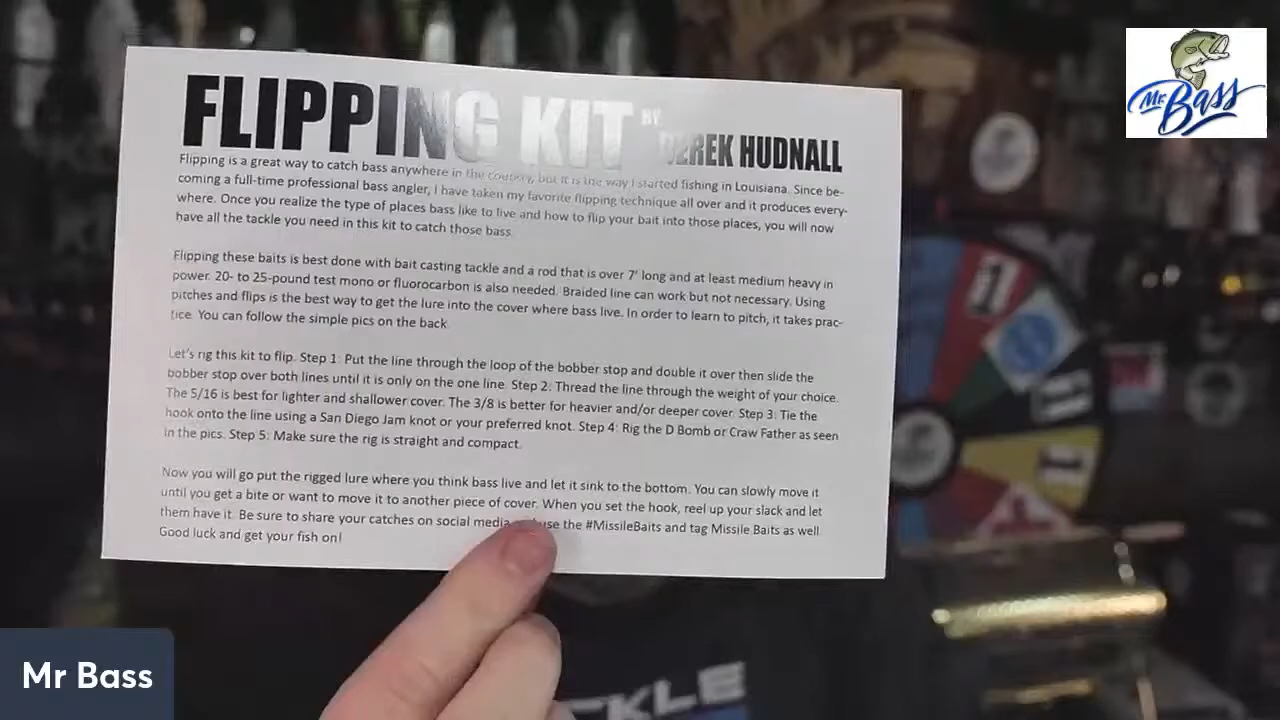 FLIPPING KIT BY DEREK HUDNALL
Flipping is a great way to catch bass anywhere in the country, but it is the way I started fishing in Louisiana. Since be-
coming a full-time professional bass angler, I have taken my favorite flipping technique all over and it produces every-
where. Once you realize the type of places bass like to live and how to flip your bait into those places, you will now
have all the tackle you need in this kit to catch those bass.
Flipping these baits is best done with bait casting tackle and a rod that is over 7' long and at least medium heavy in
power. 20- to 25-pound test mono or fluorocarbon is also needed. Braided line can work but not necessary. Using
pitches and flips is the best way to get the lure into the cover where bass live. In order to learn to pitch, it takes prac-
tice. You can follow the simple pics on the back.
Let's rig this kit to flip. Step 1: Put the line through the loop of the bobber stop and double it over then slide the
bobber stop over both lines until it is only on the one line. Step 2: Thread the line through the weight of your choice.
The 5/16 is best for lighter and shallower cover. The 3/8 is better for heavier and/or deeper cover. Step 3: Tie the
hook onto the line using a San Diego Jam knot or your preferred knot. Step 4: Rig the D Bomb or Craw Father as seen
in the pics. Step 5: Make sure the rig is straight and compact.
Now you will go put the rigged lure where you think bass live and let it sink to the bottom. You can slowly move it
until you get a bite or want to move it to another piece of cover. When you set the hook, reel up your slack and let
them have it. Be sure to share your catches on social media use the #MissileBaits and tag Missile Baits as well.
Good luck and get your fish on!
Mr Bass
Mr Bass